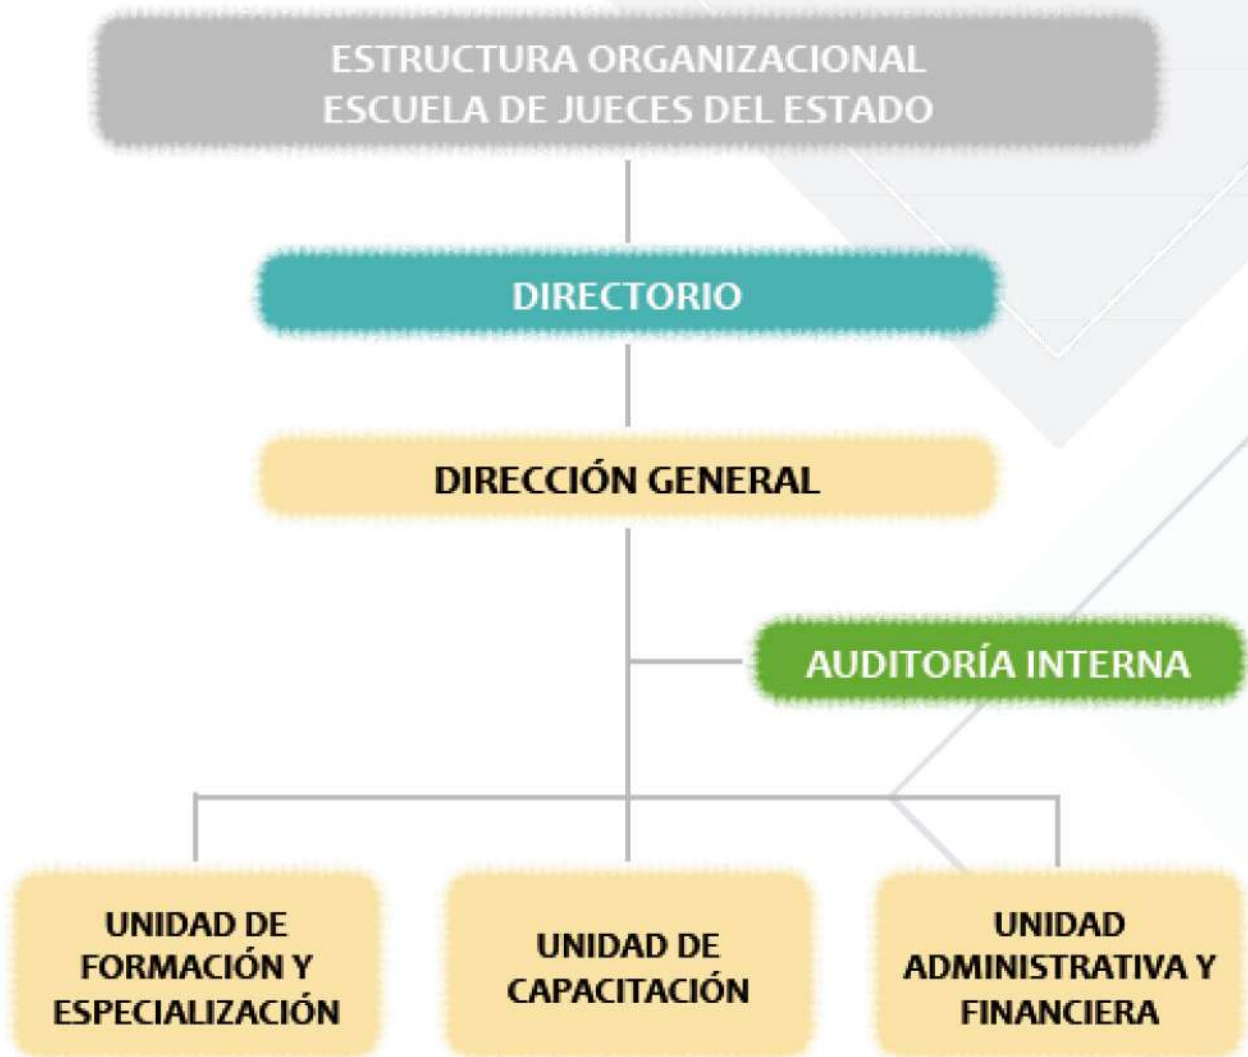 ESTRUCTURA ORGANIZACIONAL
ESCUELA DE JUECES DEL ESTADO
DIRECTORIO
DIRECCIÓN GENERAL
AUDITORÍA INTERNA
UNIDAD DE
FORMACIÓN Y
ESPECIALIZACIÓN
UNIDAD DE
CAPACITACIÓN
UNIDAD
ADMINISTRATIVA Y
FINANCIERA